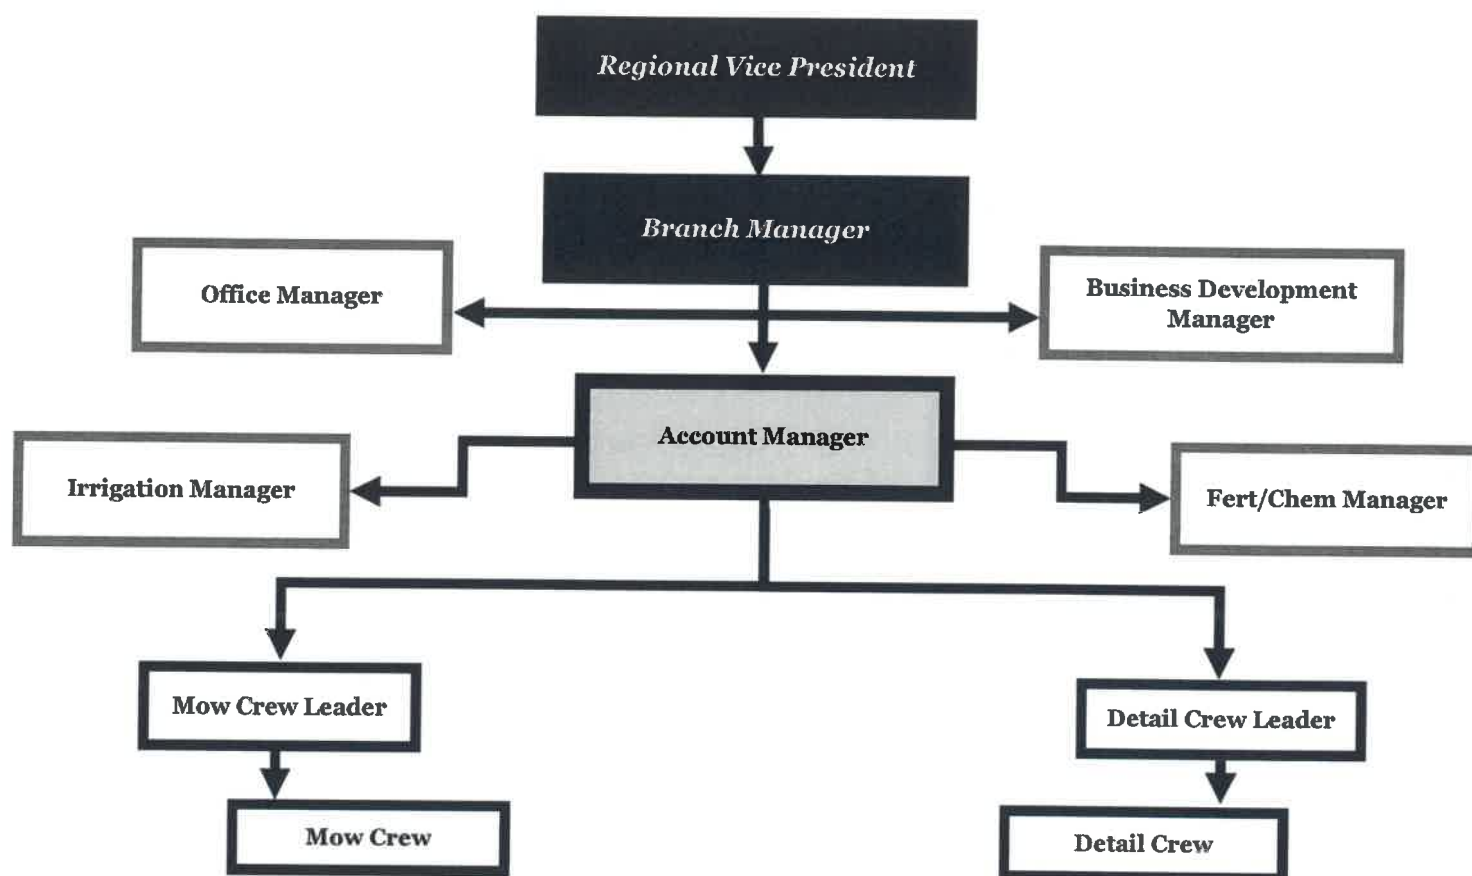 Regional Vice President
Branch Manager
Office Manager
Business Development
Manager
Account Manager
Irrigation Manager
Fert/Chem Manager
Mow Crew Leader
Detail Crew Leader
Mow Crew
Detail Crew